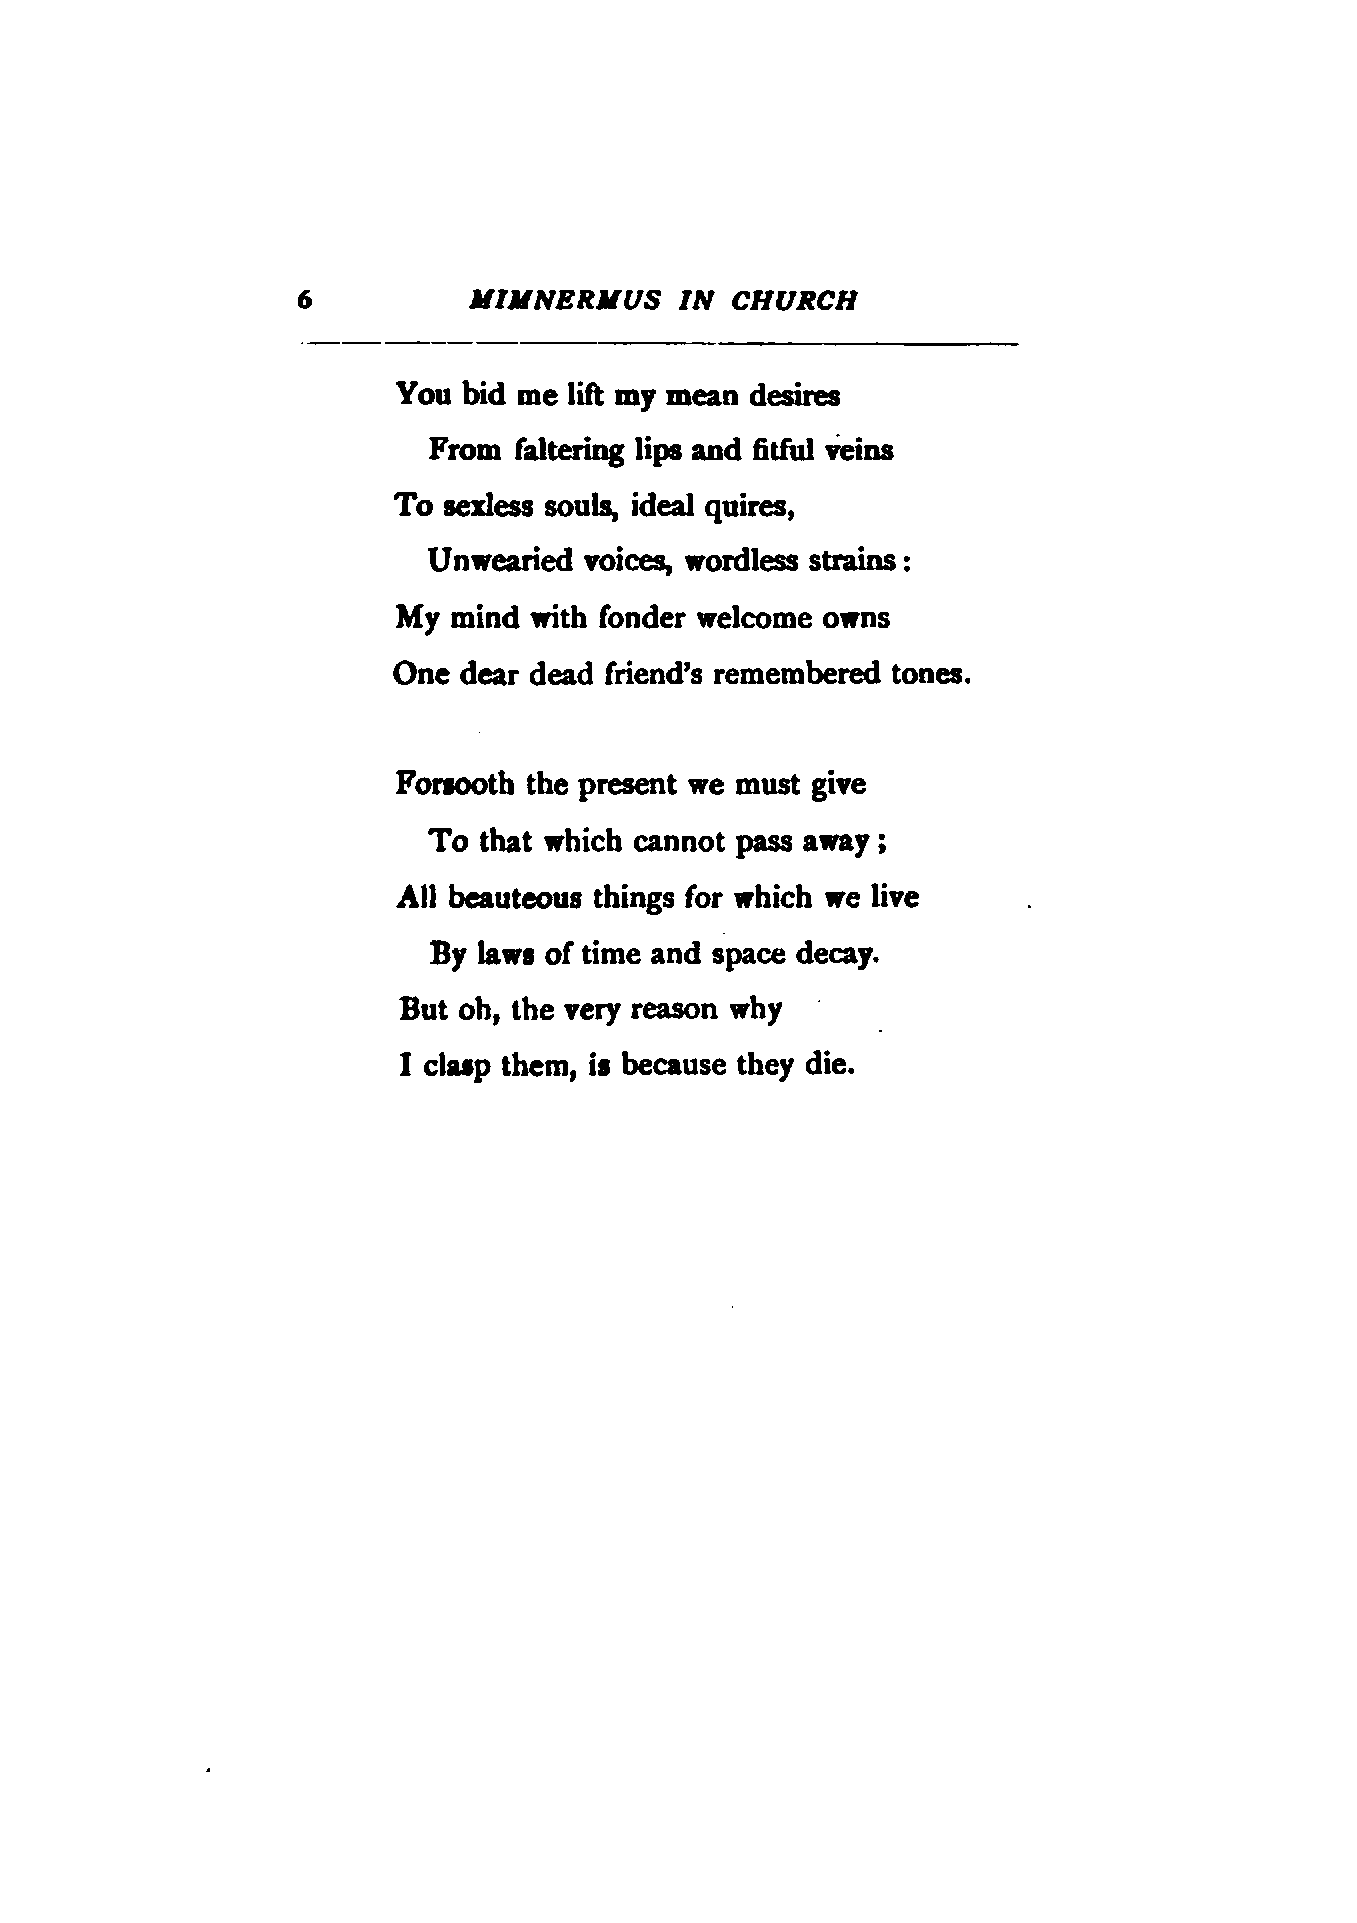 6 MIMNERMUS IN CHURCH
You bid me lift my mean desires
From faltering lips and fitful veins
To sexless souls, ideal quires,
Unwearied voices, wordless strains:
My mind with fonder welcome owns
One dear dead friend's remembered tones.
Forsooth the present we must give
To that which cannot pass away;
All beauteous things for which we live
By laws of time and space decay.
But oh, the very reason why
I clasp them, is because they die.